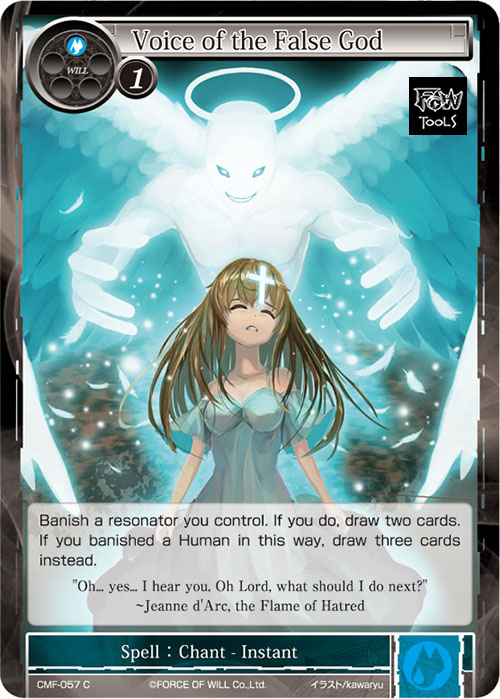 Voice of the False God
WILL
1
FOW
TOOLS
Banish a resonator you control. If you do, draw two cards.
If you banished a Human in this way, draw three cards
instead.
"Oh... yes... I hear you. Oh Lord, what should I do next?"
~Jeanne d'Arc, the Flame of Hatred
Spell : Chant - Instant
CMF-057 C ©FORCE OF WILL Co.,Ltd. イラスト/kawaryu